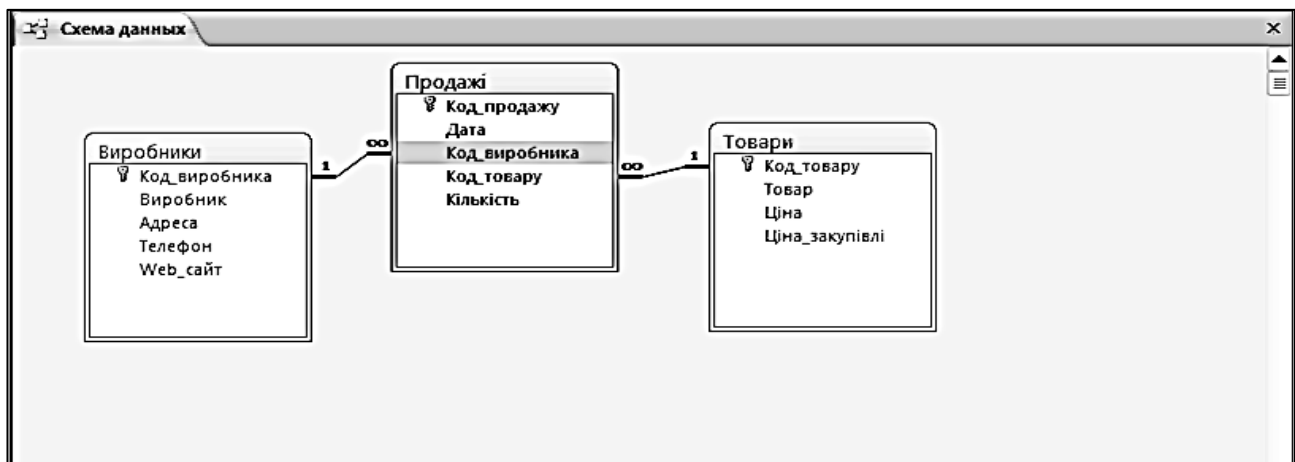 Схема данных
Продажі
Код_продажу
Дата
Код_виробника
Код_товару
Кількість
Виробники
Код_виробника
Виробник
Адреса
Телефон
Web_сайт
Товари
Код_товару
Товар
Ціна
Ціна_закупівлі
1
∞
∞
1